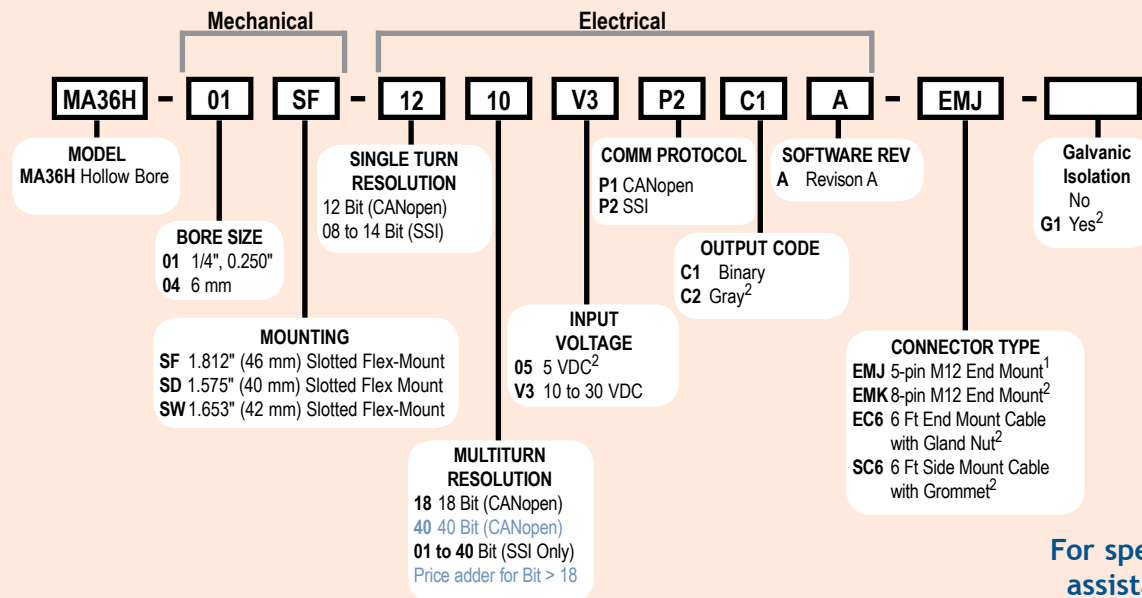 Mechanical
Electrical
MA36H - 01 SF - 12 10 V3 P2 C1 A - EMJ -
MODEL
MA36H Hollow Bore
BORE SIZE
01 1/4", 0.250"
04 6 mm
MOUNTING
SF 1.812" (46 mm) Slotted Flex-Mount
SD 1.575" (40 mm) Slotted Flex Mount
SW 1.653" (42 mm) Slotted Flex-Mount
SINGLE TURN
RESOLUTION
12 Bit (CANopen)
08 to 14 Bit (SSI)
MULTITURN
RESOLUTION
18 18 Bit (CANopen)
40 40 Bit (CANopen)
01 to 40 Bit (SSI Only)
Price adder for Bit > 18
INPUT
VOLTAGE
05 5 VDC2
V3 10 to 30 VDC
COMM PROTOCOL
P1 CANopen
P2 SSI
OUTPUT CODE
C1 Binary
C2 Gray2
SOFTWARE REV
A Revison A
CONNECTOR TYPE
EMJ 5-pin M12 End Mount1
EMK 8-pin M12 End Mount2
EC6 6 Ft End Mount Cable
with Gland Nut2
SC6 6 Ft Side Mount Cable
with Grommet2
Galvanic
Isolation
No
G1 Yes2
For spe
assista